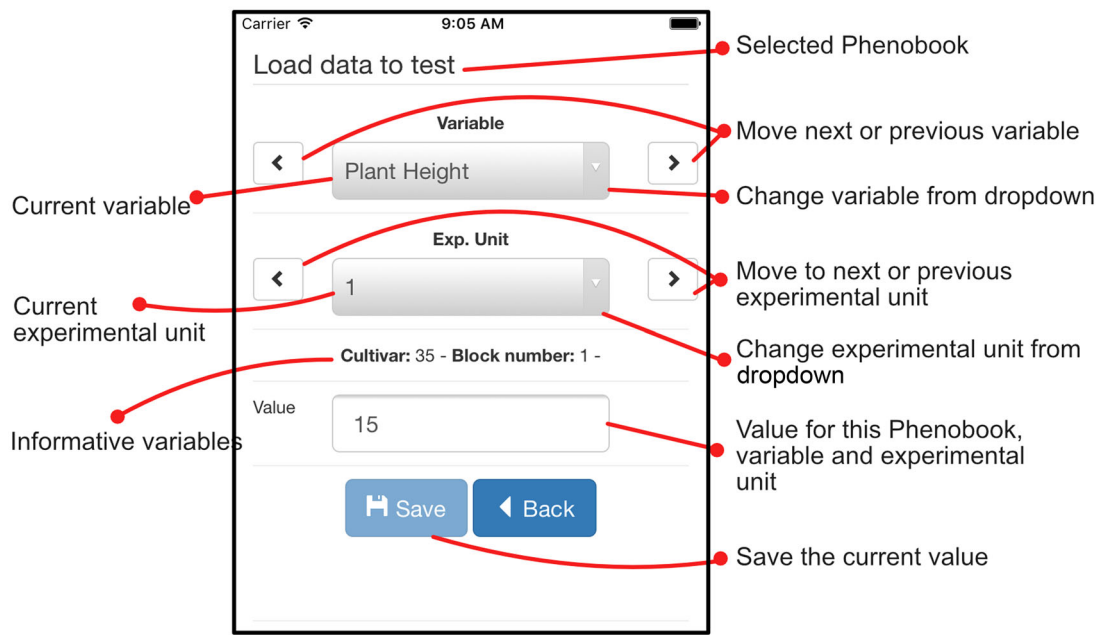 Carrier 9:05 AM
Selected Phenobook
Load data to test
Variable
Move next or previous variable
Plant Height
Current variable
Change variable from dropdown
Exp. Unit
Move to next or previous
experimental unit
1
Current
experimental unit
Change experimental unit from
dropdown
Cultivar: 35 - Block number: 1 -
Value
15
Informative variables
Value for this Phenobook,
variable and experimental
unit
Save
Back
Save the current value